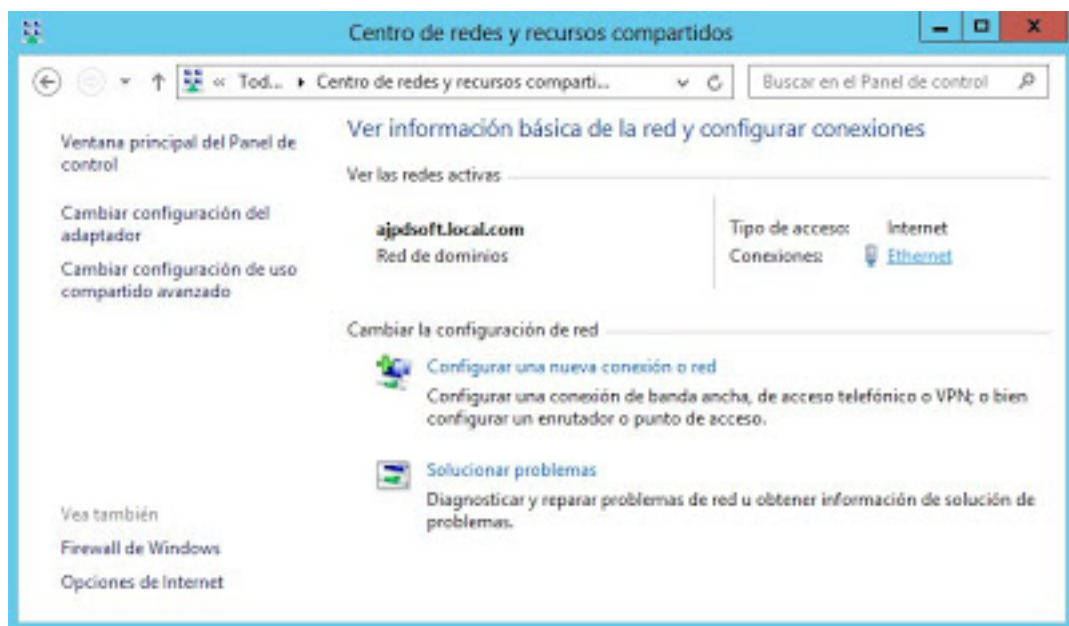 Centro de redes y recursos compartidos
« Tod... ▸ Centro de redes y recursos comparti...
Buscar en el Panel de control
Ventana principal del Panel de
control
Cambiar configuración del
adaptador
Cambiar configuración de uso
compartido avanzado
Vea también
Firewall de Windows
Opciones de Internet
Ver información básica de la red y configurar conexiones
Ver las redes activas
ajpdsoft.local.com
Red de dominios
Tipo de acceso: Internet
Conexiones: Ethernet
Cambiar la configuración de red
Configurar una nueva conexión o red
Configurar una conexión de banda ancha, de acceso telefónico o VPN; o bien
configurar un enrutador o punto de acceso.
Solucionar problemas
Diagnosticar y reparar problemas de red u obtener información de solución de
problemas.